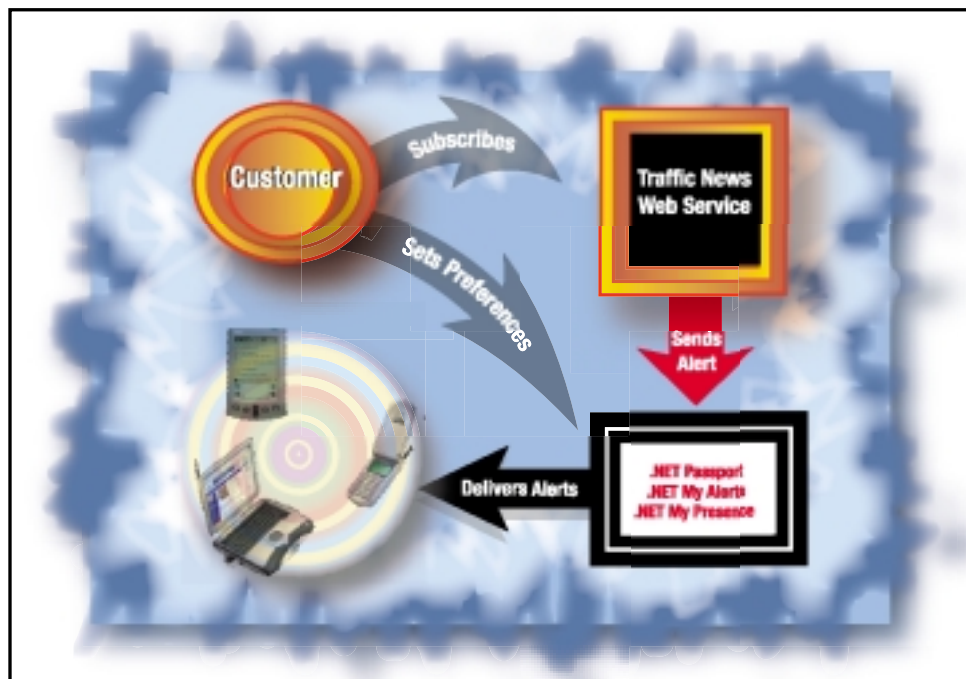 Customer
Subscribes
Traffic News
Web Service
Sets Preferences
Sends
Alert
Delivers Alerts
.NET Passport
.NET My Alerts
.NET My Presence